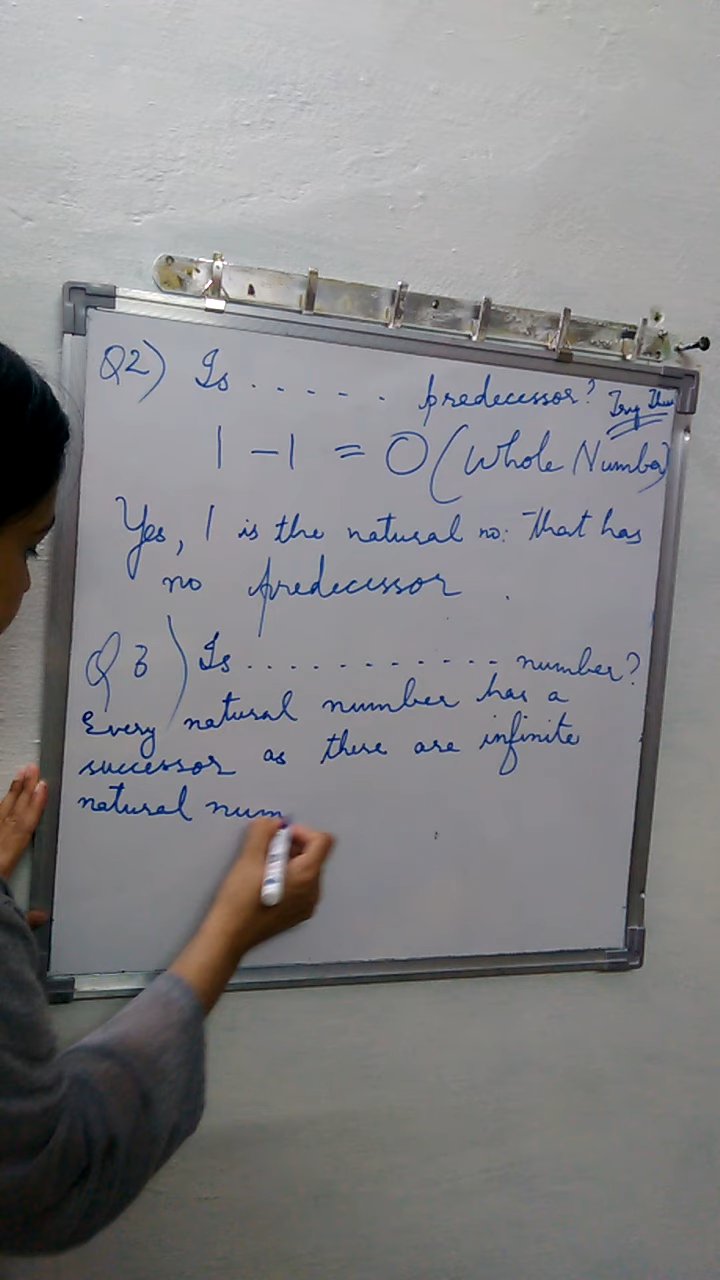 Q2) Is . . . . . . predecessor? Try These
1 – 1 = 0 (Whole Number)
Yes, 1 is the natural no. That has
no predecessor .
Q3) Is . . . . . . . . . . . . number?
Every natural number has a
successor as there are infinite
natural num